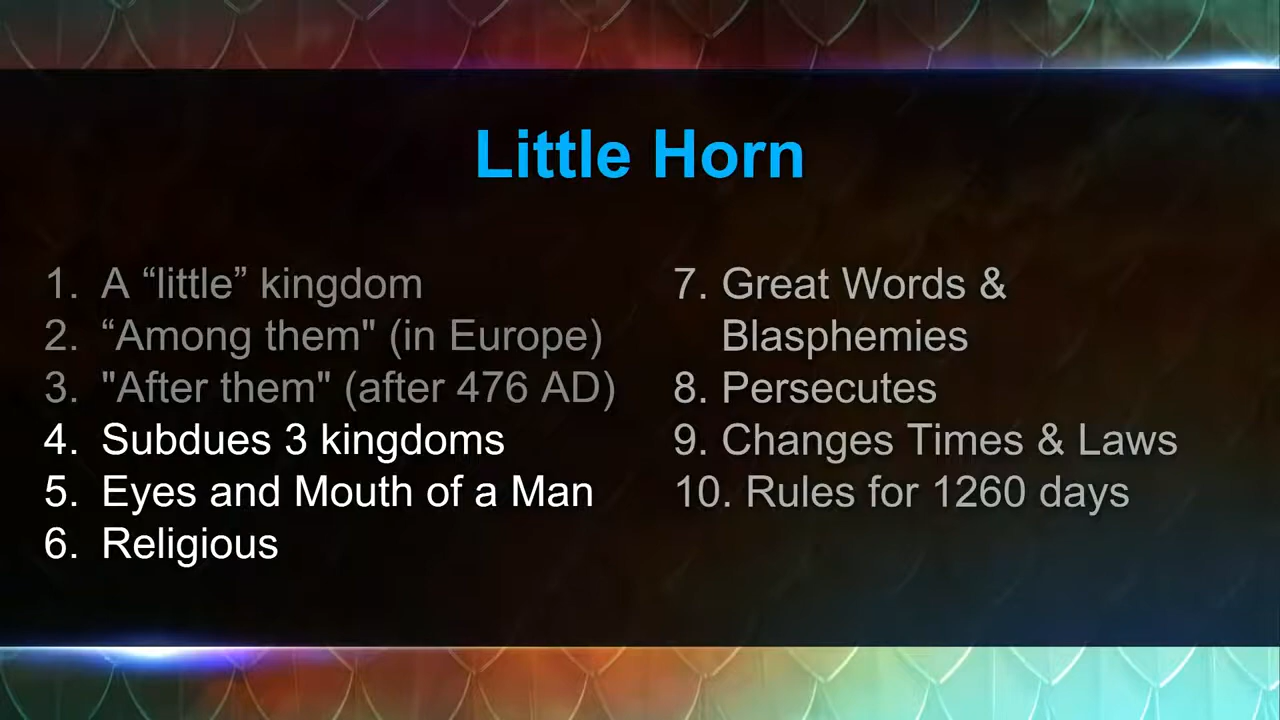 Little Horn
1. A “little” kingdom
2. “Among them" (in Europe)
3. "After them" (after 476 AD)
4. Subdues 3 kingdoms
5. Eyes and Mouth of a Man
6. Religious
7. Great Words &
Blasphemies
8. Persecutes
9. Changes Times & Laws
10. Rules for 1260 days